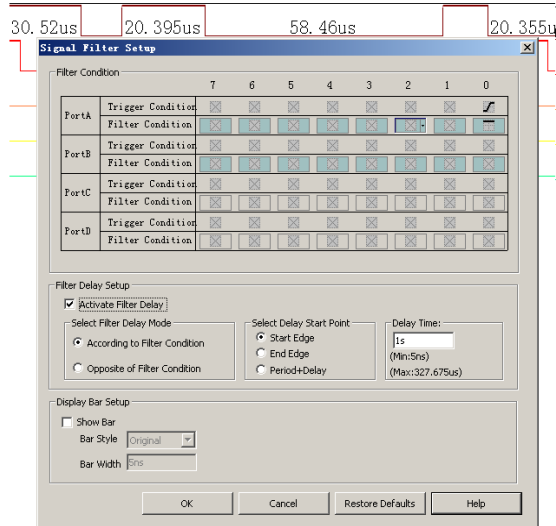 30.52us 20.395us 58.46us 20.355u
Signal Filter Setup
Filter Condition
7 6 5 4 3 2 1 0
PortA Trigger Condition
Filter Condition
PortB Trigger Condition
Filter Condition
PortC Trigger Condition
Filter Condition
PortD Trigger Condition
Filter Condition
Filter Delay Setup
Activate Filter Delay
Select Filter Delay Mode Select Delay Start Point Delay Time:
According to Filter Condition Start Edge 1s
End Edge (Min:5ns)
Opposite of Filter Condition Period+Delay (Max:327.675us)
Display Bar Setup
Show Bar
Bar Style Original
Bar Width 5ns
OK Cancel Restore Defaults Help